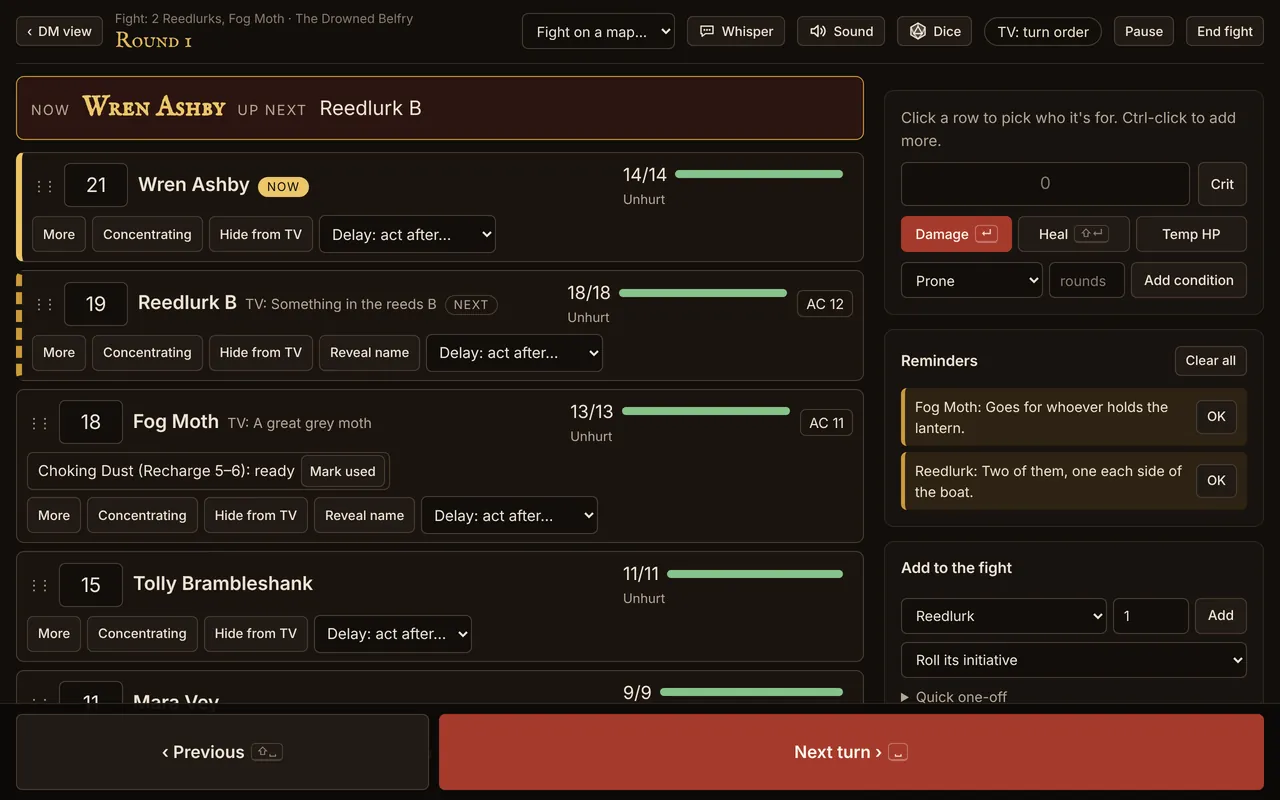 ‹ DM view
Fight: 2 Reedlurks, Fog Moth · The Drowned Belfry
Round 1
Fight on a map...
Whisper
Sound
Dice
TV: turn order
Pause
End fight
NOW Wren Ashby UP NEXT Reedlurk B
21 Wren Ashby NOW 14/14
Unhurt
More Concentrating Hide from TV Delay: act after...
19 Reedlurk B TV: Something in the reeds B NEXT 18/18 AC 12
Unhurt
More Concentrating Hide from TV Reveal name Delay: act after...
18 Fog Moth TV: A great grey moth 13/13 AC 11
Unhurt
Choking Dust (Recharge 5–6): ready Mark used
More Concentrating Hide from TV Reveal name Delay: act after...
15 Tolly Brambleshank 11/11
Unhurt
More Concentrating Hide from TV Delay: act after...
11 Mara Vey 9/9
Click a row to pick who it's for. Ctrl-click to add
more.
0 Crit
Damage ↵ Heal ⇧↵ Temp HP
Prone rounds Add condition
Reminders Clear all
Fog Moth: Goes for whoever holds the
lantern.
OK
Reedlurk: Two of them, one each side of
the boat.
OK
Add to the fight
Reedlurk 1 Add
Roll its initiative
▶ Quick one-off
‹ Previous ⇧⎵
Next turn › ⎵